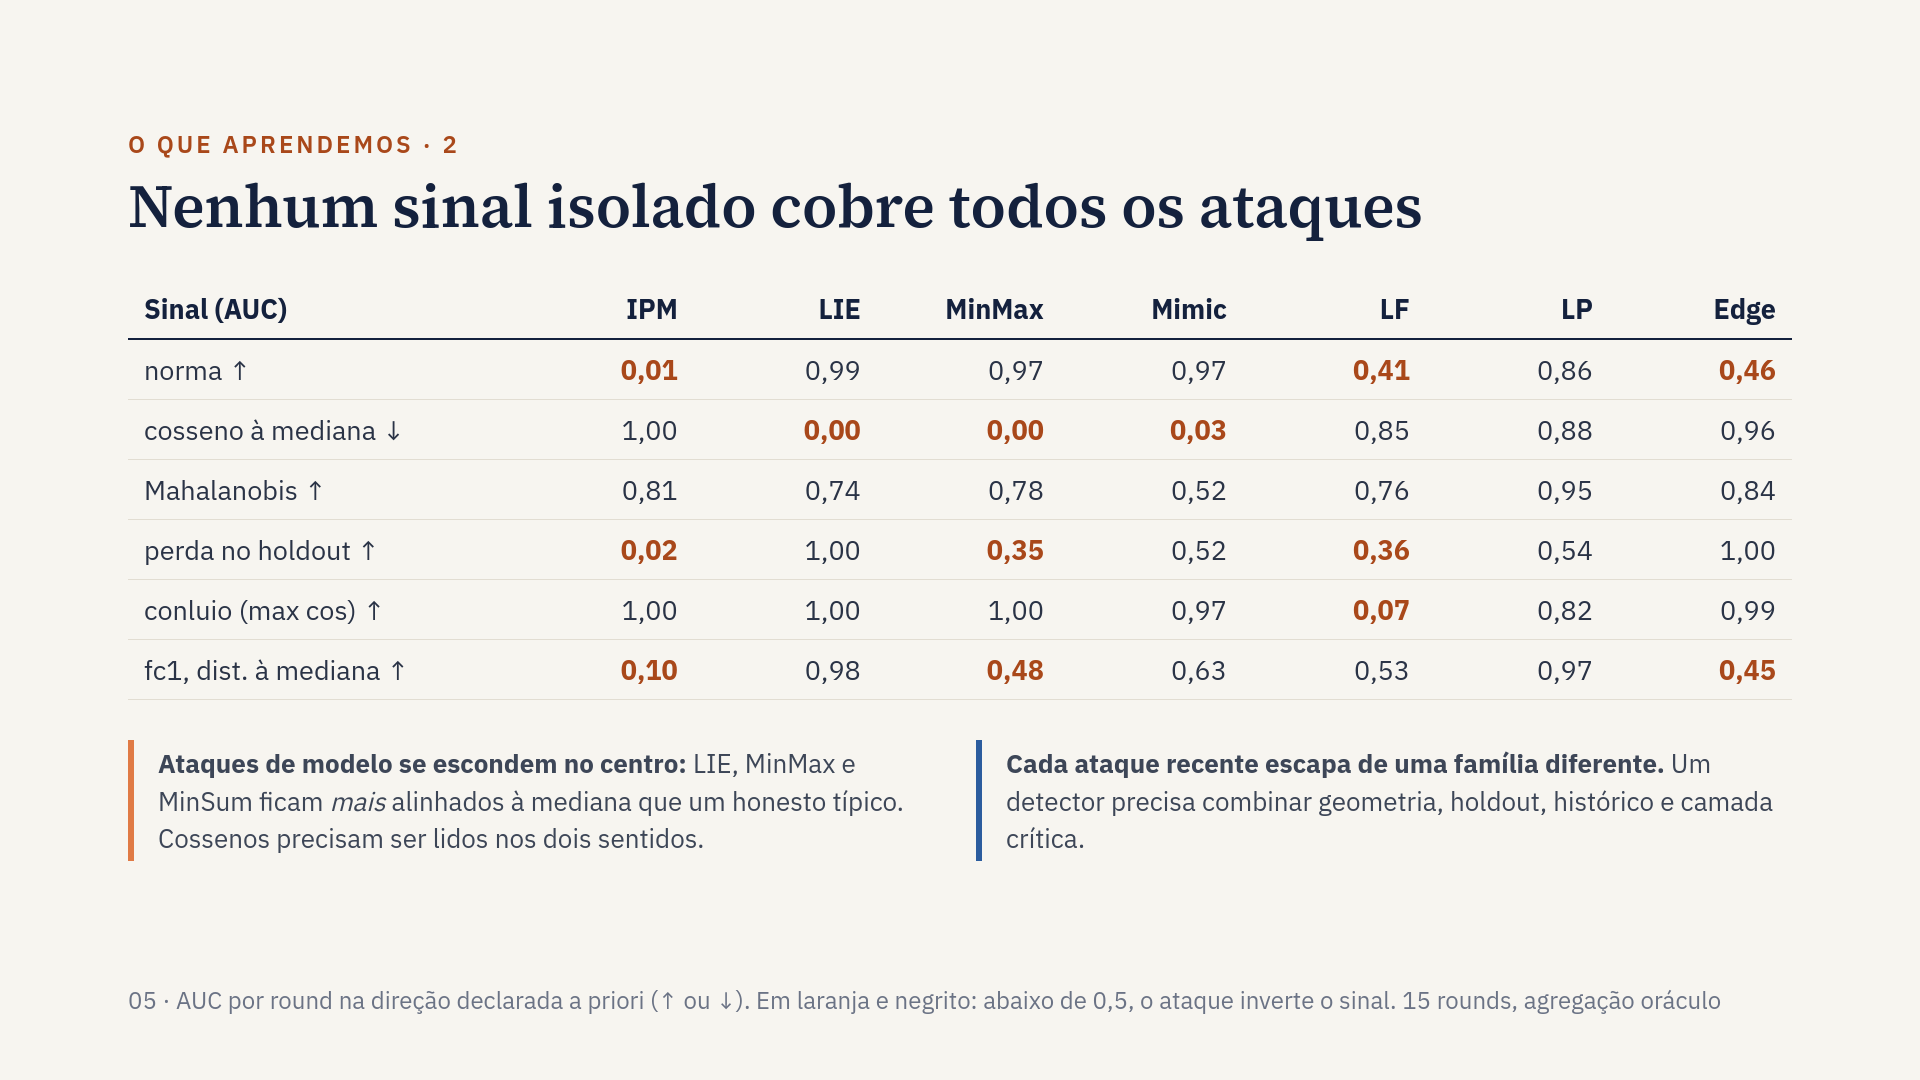 O QUE APRENDEMOS · 2
Nenhum sinal isolado cobre todos os ataques
Sinal (AUC) IPM LIE MinMax Mimic LF LP Edge
norma ↑ 0,01 0,99 0,97 0,97 0,41 0,86 0,46
cosseno à mediana ↓ 1,00 0,00 0,00 0,03 0,85 0,88 0,96
Mahalanobis ↑ 0,81 0,74 0,78 0,52 0,76 0,95 0,84
perda no holdout ↑ 0,02 1,00 0,35 0,52 0,36 0,54 1,00
conluio (max cos) ↑ 1,00 1,00 1,00 0,97 0,07 0,82 0,99
fc1, dist. à mediana ↑ 0,10 0,98 0,48 0,63 0,53 0,97 0,45
Ataques de modelo se escondem no centro: LIE, MinMax e
MinSum ficam mais alinhados à mediana que um honesto típico.
Cossenos precisam ser lidos nos dois sentidos.
Cada ataque recente escapa de uma família diferente. Um
detector precisa combinar geometria, holdout, histórico e camada
crítica.
05 · AUC por round na direção declarada a priori (↑ ou ↓). Em laranja e negrito: abaixo de 0,5, o ataque inverte o sinal. 15 rounds, agregação oráculo